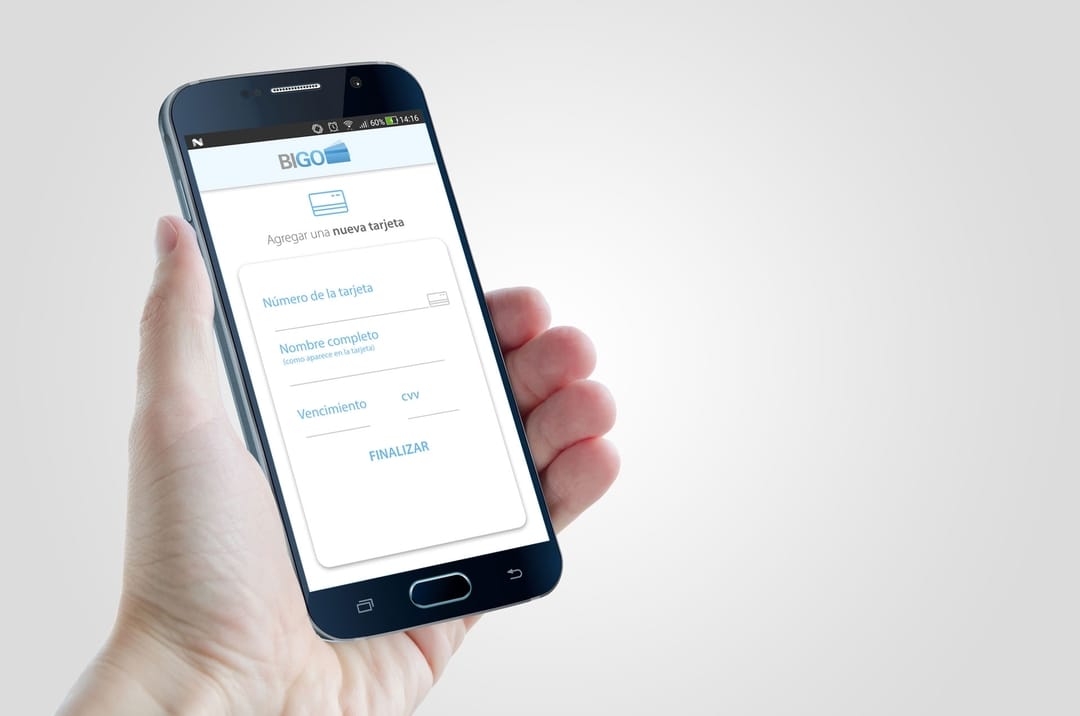 60% 14:16
BIGO
Agregar una nueva tarjeta
Número de la tarjeta
Nombre completo
(como aparece en la tarjeta)
Vencimiento
CVV
FINALIZAR